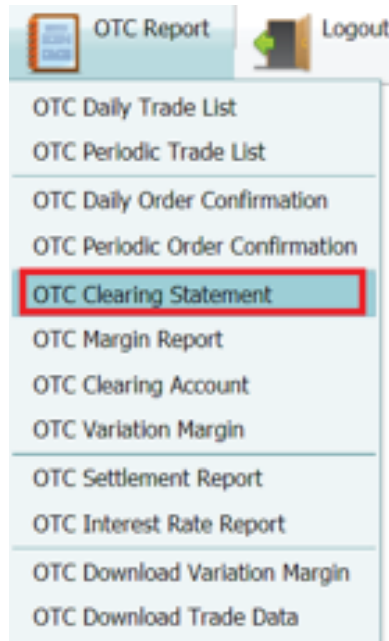 OTC Report
Logout
OTC Daily Trade List
OTC Periodic Trade List
OTC Daily Order Confirmation
OTC Periodic Order Confirmation
OTC Clearing Statement
OTC Margin Report
OTC Clearing Account
OTC Variation Margin
OTC Settlement Report
OTC Interest Rate Report
OTC Download Variation Margin
OTC Download Trade Data